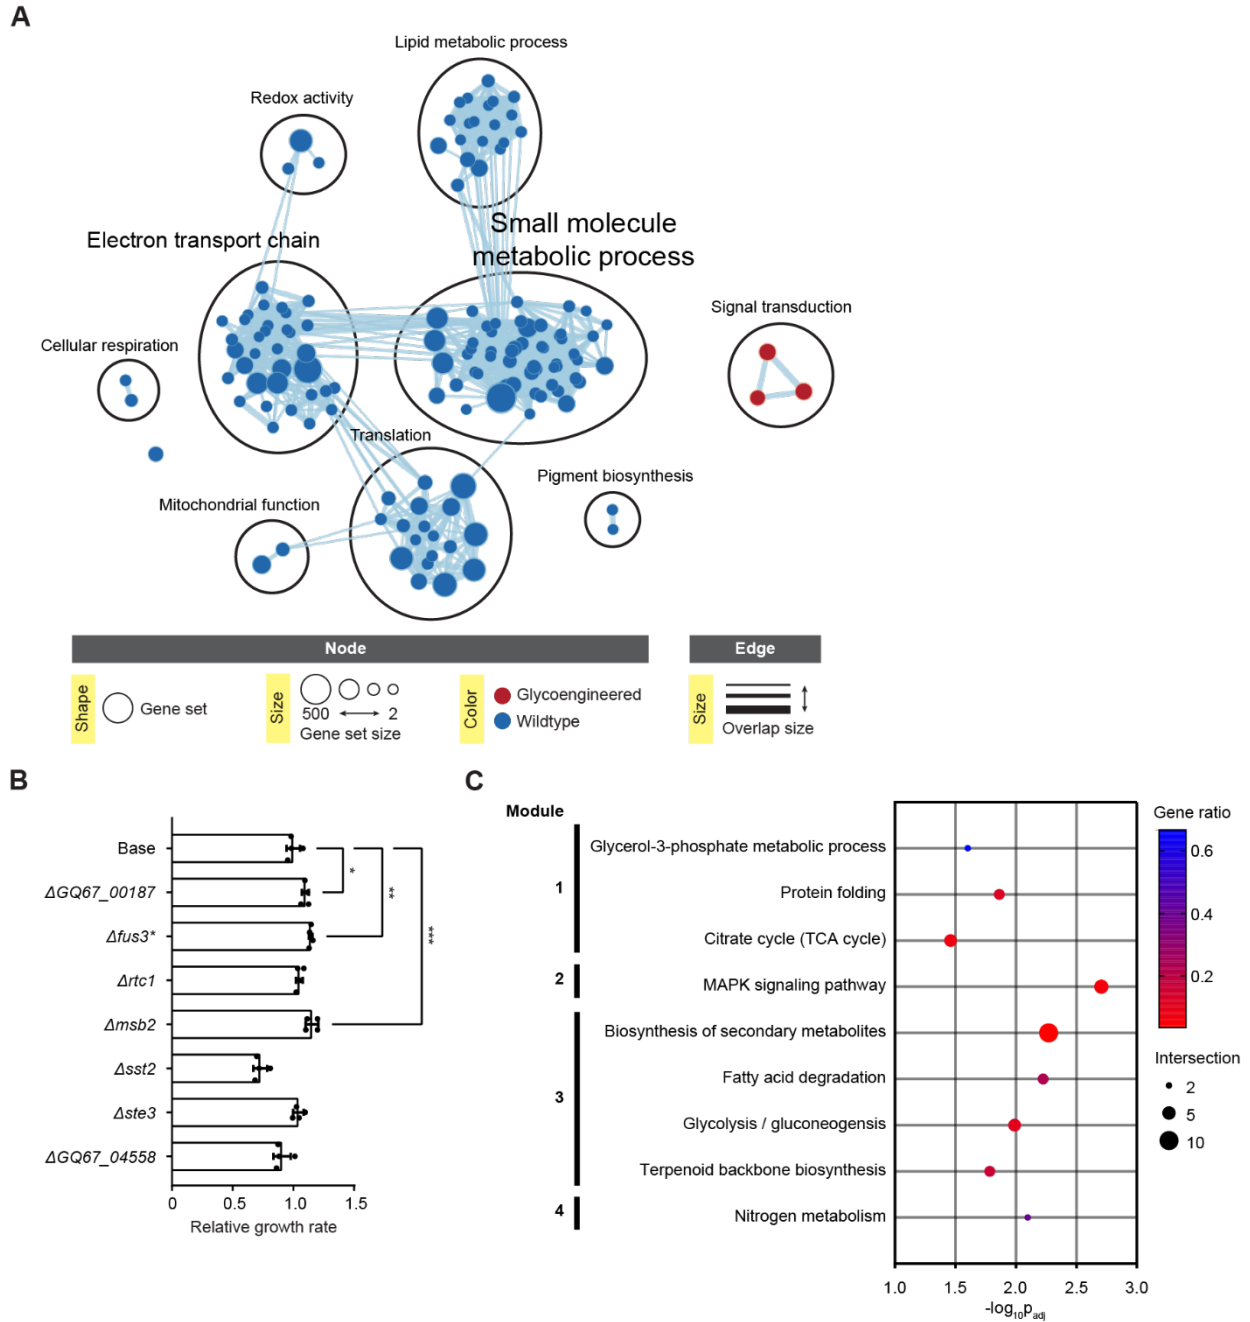 A
Lipid metabolic process
Redox activity
Small molecule
metabolic process
Electron transport chain
Signal transduction
Cellular respiration
Translation
Pigment biosynthesis
Mitochondrial function
Node
Edge
Shape
Gene set
Size
500
2
Gene set size
Color
Glycoengineered
Wildtype
Size
Overlap size
B
Base
ΔGQ67_00187
Δfus3*
Δrtc1
Δmsb2
Δsst2
Δste3
ΔGQ67_04558
*
**
***
0
0.5
1.0
1.5
Relative growth rate
C
Module
1
2
3
4
Glycerol-3-phosphate metabolic process
Protein folding
Citrate cycle (TCA cycle)
MAPK signaling pathway
Biosynthesis of secondary metabolites
Fatty acid degradation
Glycolysis / gluconeogensis
Terpenoid backbone biosynthesis
Nitrogen metabolism
1.0
1.5
2.0
2.5
3.0
-log₁₀p_adj
Gene ratio
0.6
0.4
0.2
Intersection
2
5
10